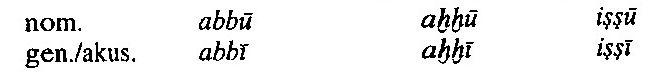 nom. abbū aḫḫū iṣṣū
gen./akus. abbī aḫḫī iṣṣī